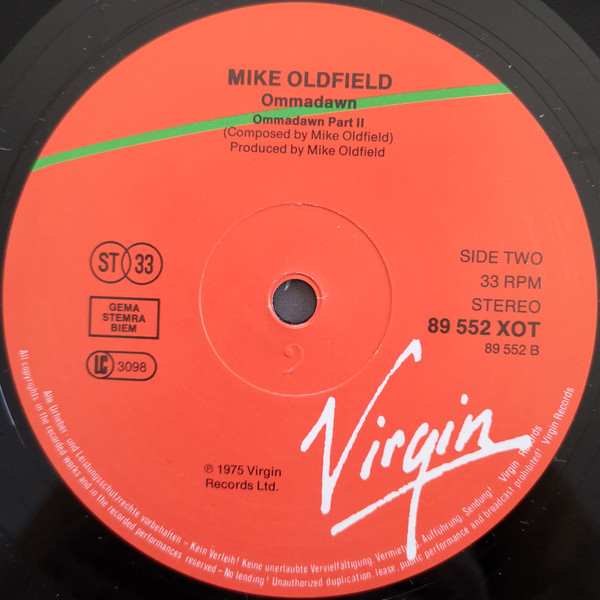 MIKE OLDFIELD
Ommadawn
Ommadawn Part II
(Composed by Mike Oldfield)
Produced by Mike Oldfield
ST 33
GEMA
STEMRA
BIEM
LC 3098
SIDE TWO
33 RPM
STEREO
89 552 XOT
89 552 B
Virgin
℗ 1975 Virgin
Records Ltd.
Alle Urheber- und Leistungsschutzrechte vorbehalten – Kein Verleih! Keine unerlaubte Vervielfältigung, Vermietung, Aufführung, Sendung! Virgin Records
All copyrights in the recorded works and in the recorded performances reserved – No lending! Unauthorized duplication, lease, public performance and broadcast prohibited! Virgin Records